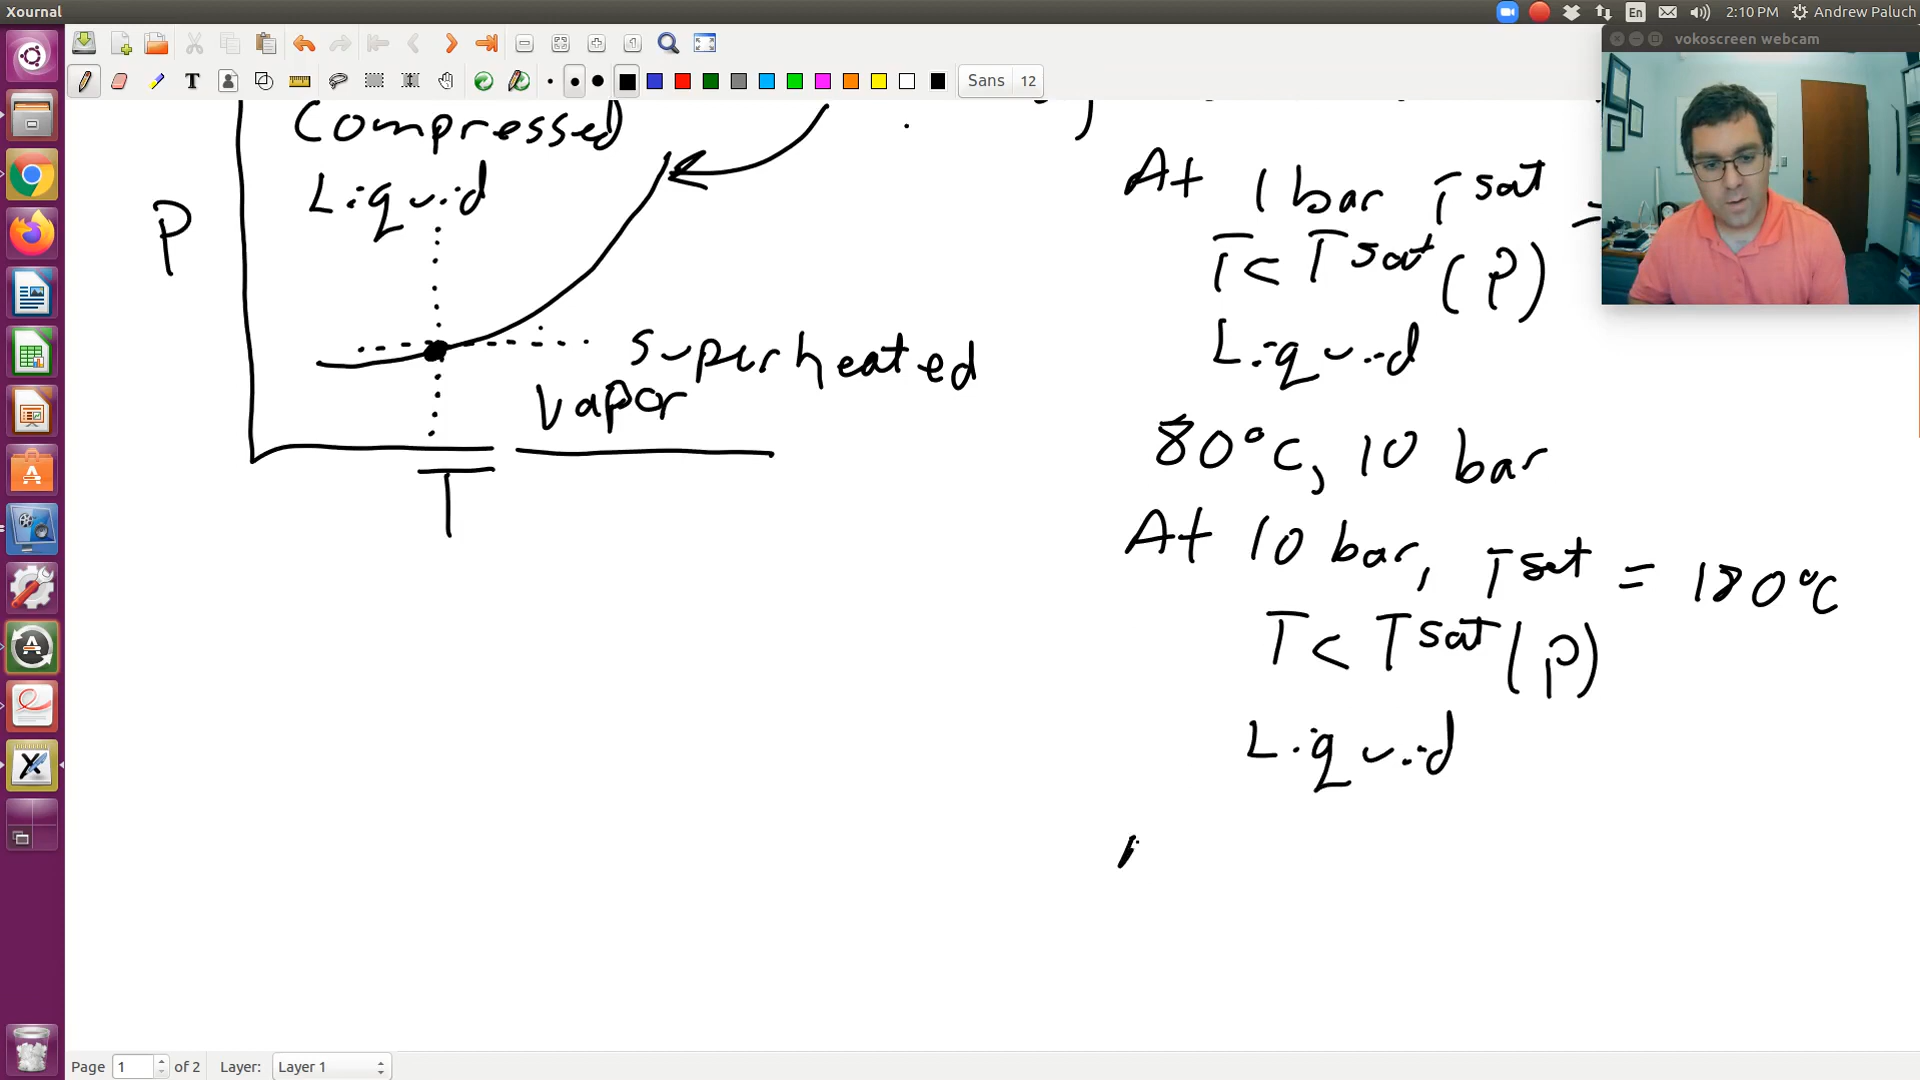 Xournal
En
2:10 PM
Andrew Paluch
vokoscreen webcam
Sans 12
Compressed
Liquid
P
superheated
vapor
T
At 1 bar Tsat =
T < Tsat (P)
Liquid
80°C, 10 bar
At 10 bar, Tsat = 180°C
T < Tsat (P)
Liquid
Page 1 of 2 Layer: Layer 1